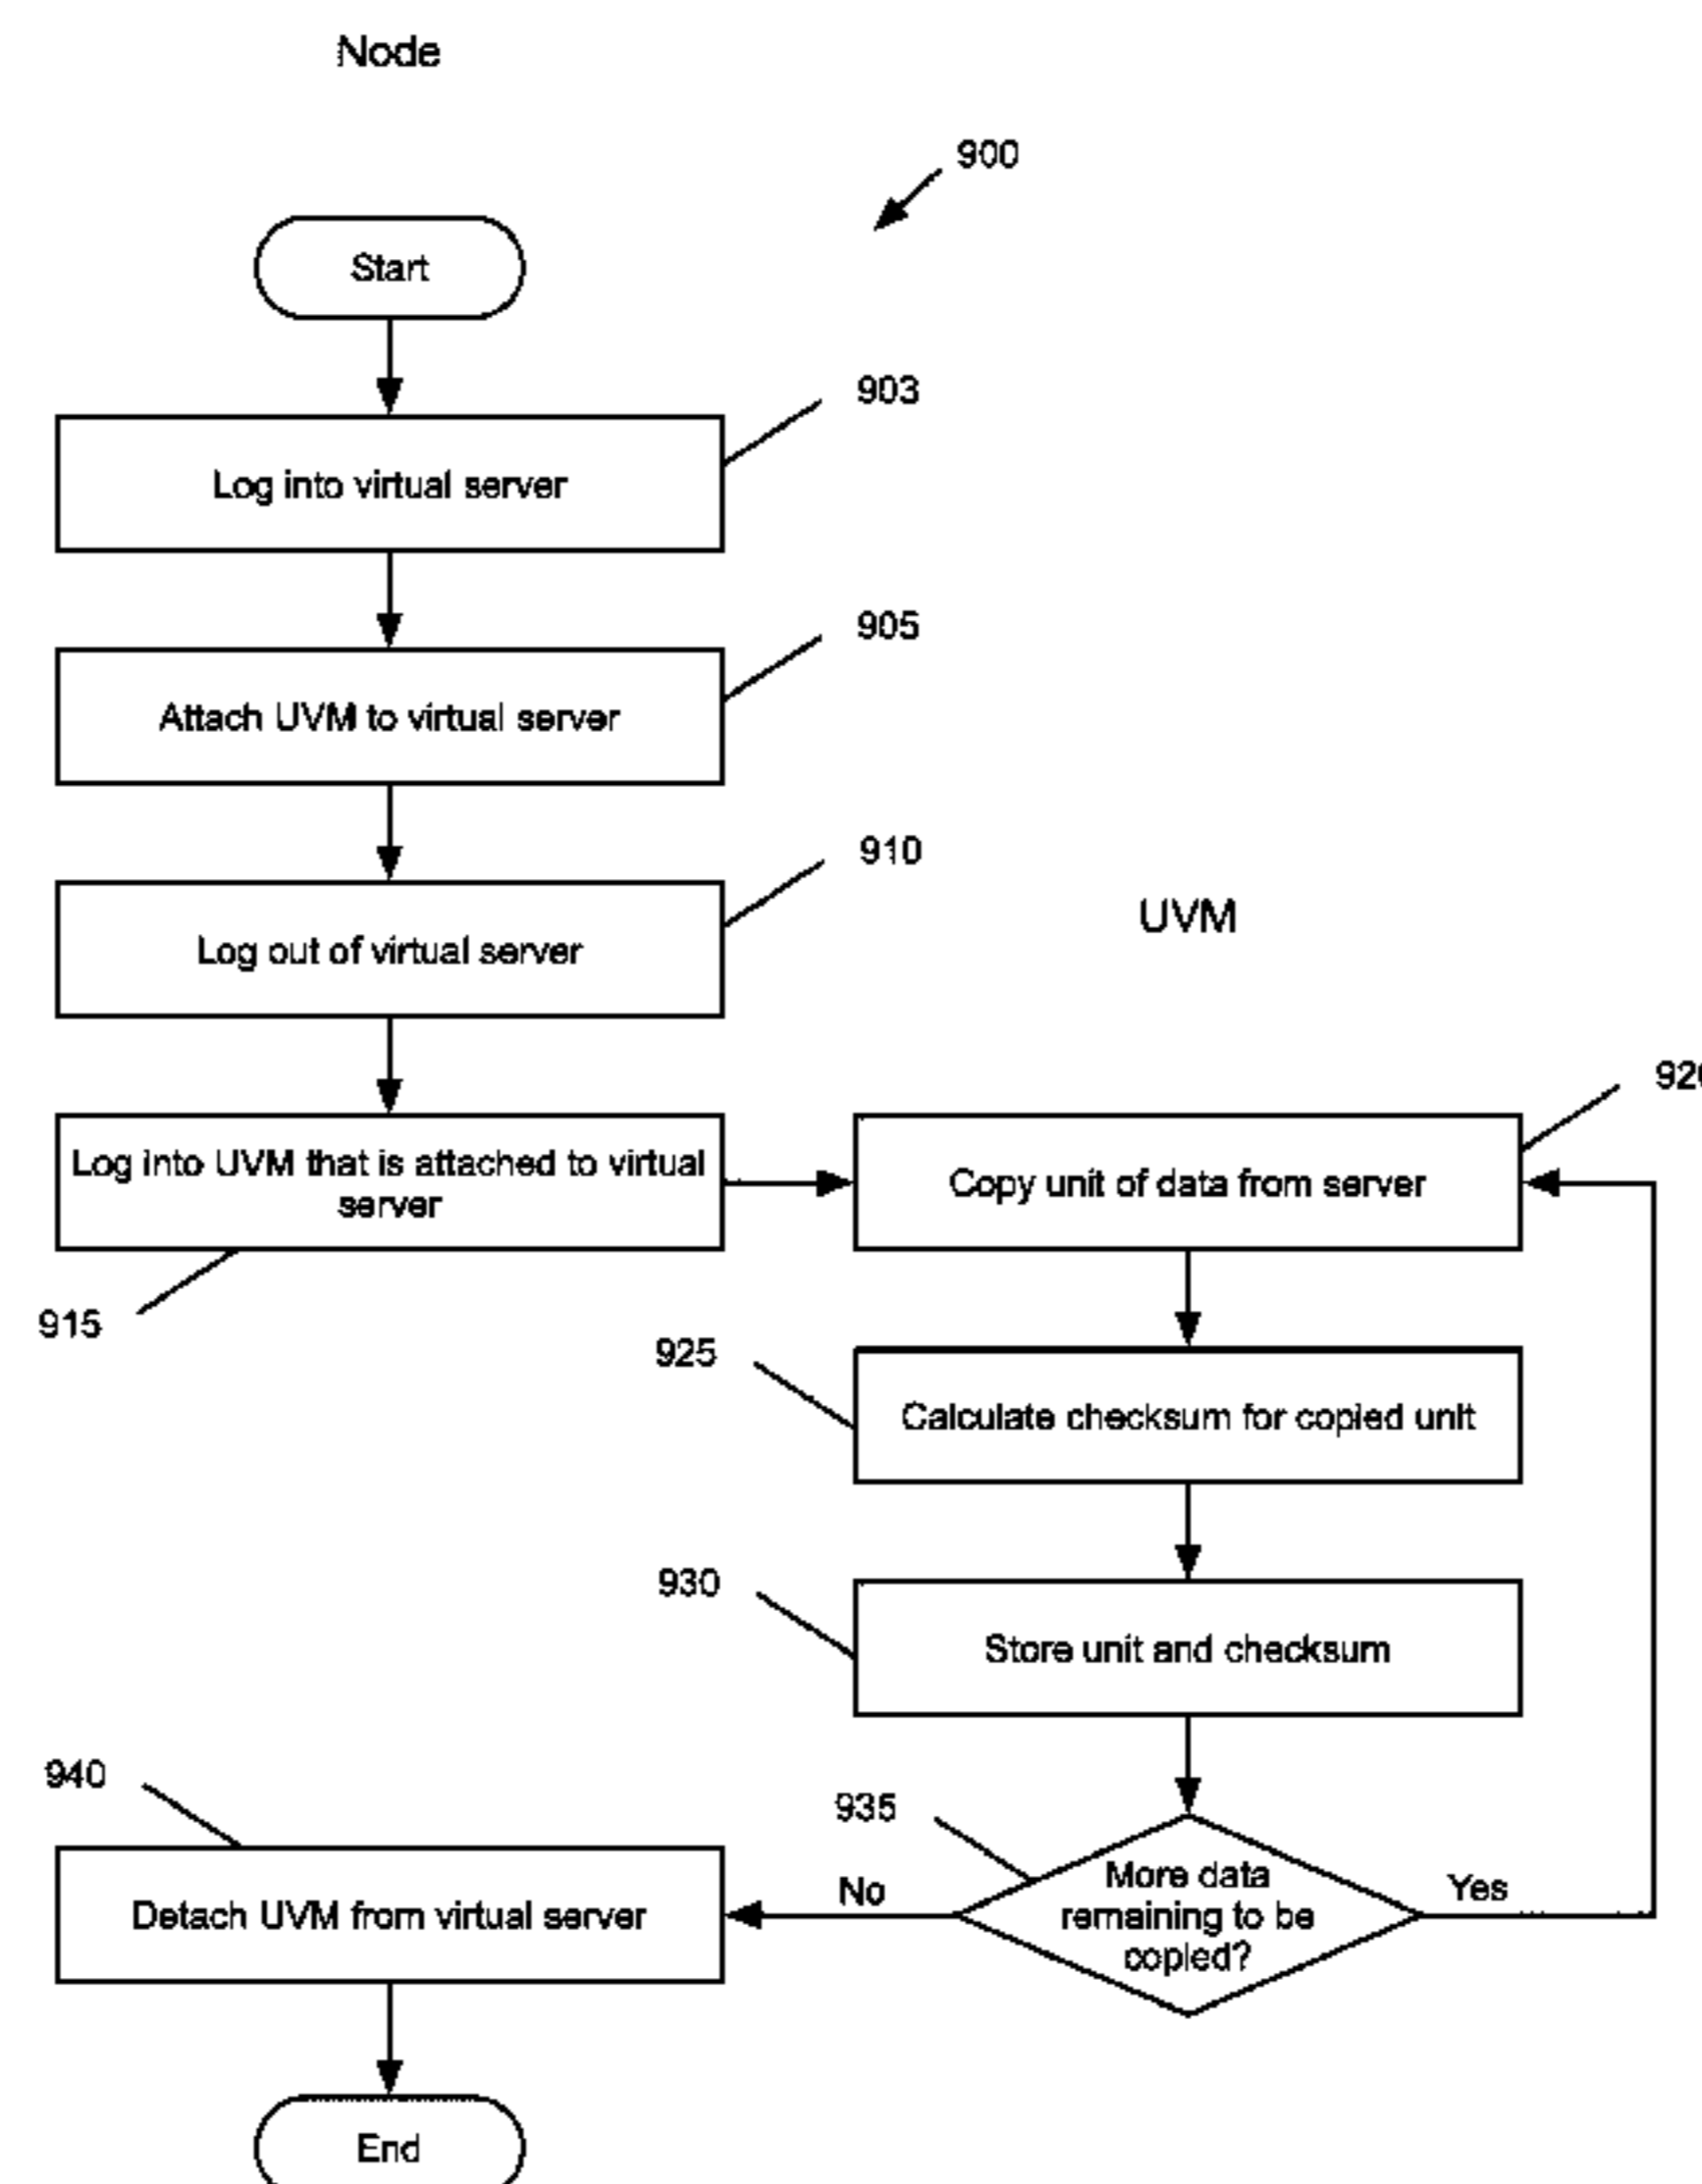 Node
900
Start
903
Log into virtual server
905
Attach UVM to virtual server
910
Log out of virtual server
UVM
920
Log into UVM that is attached to virtual
server
Copy unit of data from server
915
925
Calculate checksum for copied unit
930
Store unit and checksum
940
935
More data
remaining to be
copied?
No
Yes
Detach UVM from virtual server
End